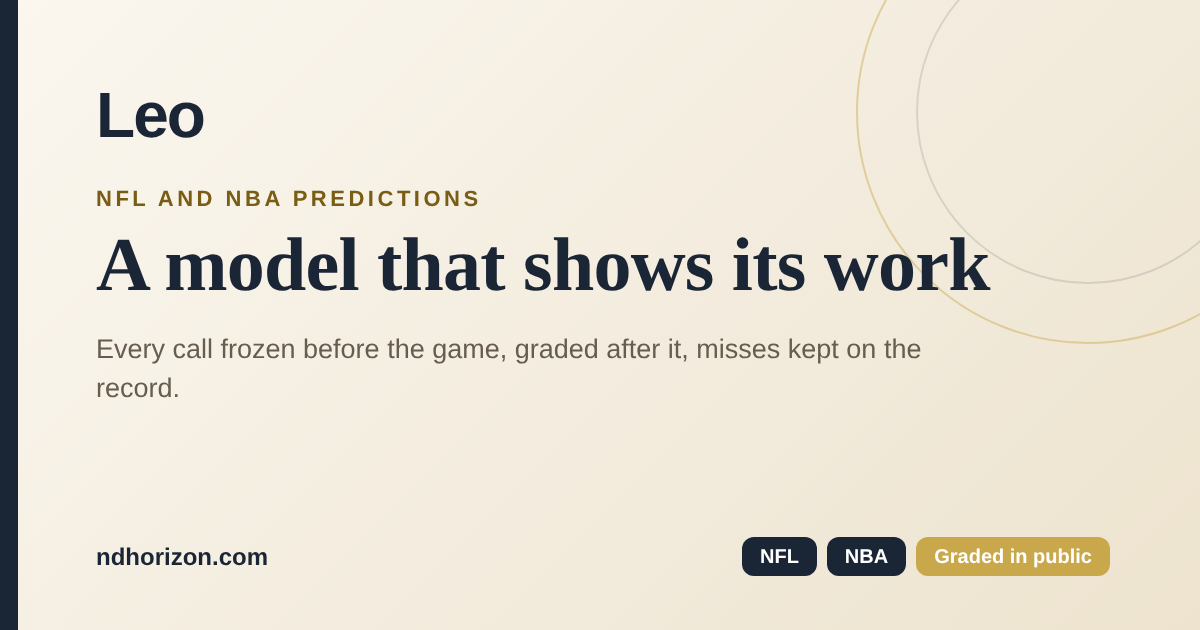 Leo
NFL AND NBA PREDICTIONS
A model that shows its work
Every call frozen before the game, graded after it, misses kept on the
record.
ndhorizon.com
NFL
NBA
Graded in public